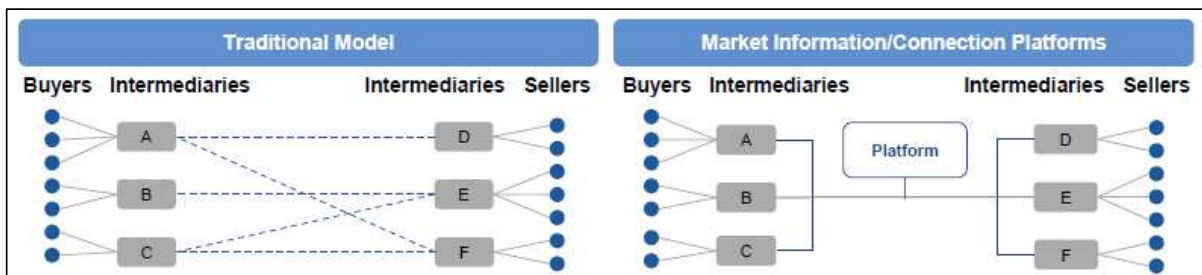 Traditional Model
Buyers Intermediaries Intermediaries Sellers
A D
B E
C F
Market Information/Connection Platforms
Buyers Intermediaries Intermediaries Sellers
Platform
A D
B E
C F